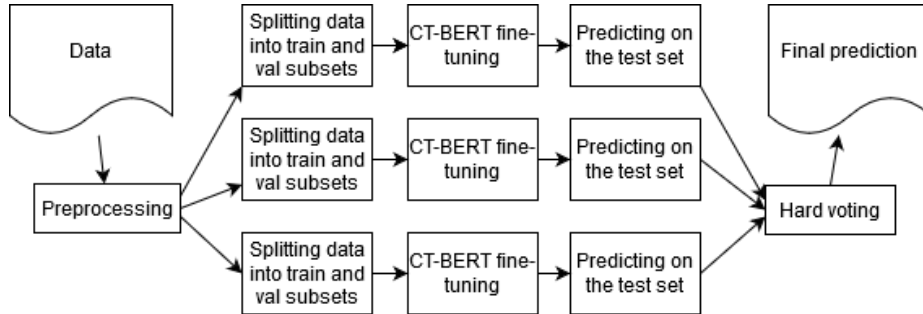 Data
Preprocessing
Splitting data
into train and
val subsets
CT-BERT fine-
tuning
Predicting on
the test set
Splitting data
into train and
val subsets
CT-BERT fine-
tuning
Predicting on
the test set
Splitting data
into train and
val subsets
CT-BERT fine-
tuning
Predicting on
the test set
Hard voting
Final prediction